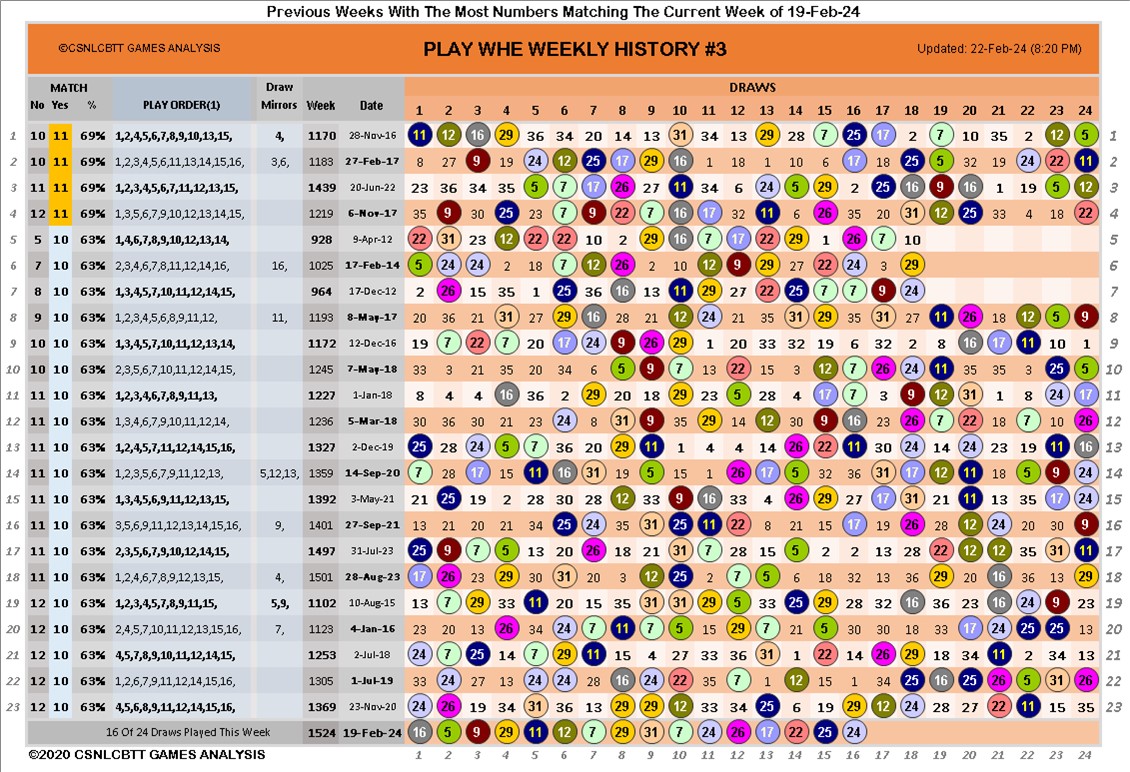 Previous Weeks With The Most Numbers Matching The Current Week of 19-Feb-24
©CSNLCBTT GAMES ANALYSIS PLAY WHE WEEKLY HISTORY #3 Updated: 22-Feb-24 (8:20 PM)
MATCH Draw DRAWS
No Yes % PLAY ORDER(1) Mirrors Week Date 1 2 3 4 5 6 7 8 9 10 11 12 13 14 15 16 17 18 19 20 21 22 23 24
1 10 11 69% 1,2,4,5,6,7,8,9,10,13,15, 4, 1170 28-Nov-16 11 12 16 29 36 34 20 14 13 31 34 13 29 28 7 16 17 2 7 10 35 2 12 5 1
2 10 11 69% 1,2,3,4,5,6,11,13,14,15,16, 3,6, 1183 27-Feb-17 8 27 9 19 24 12 25 17 29 16 1 18 1 10 6 17 18 25 5 32 19 24 22 11 2
3 11 11 69% 1,2,3,4,5,6,7,11,12,13,15, 1439 20-Jun-22 23 36 34 35 5 7 17 26 27 11 34 6 24 5 29 2 25 16 9 16 1 19 5 12 3
4 12 11 69% 1,3,5,6,7,9,10,12,13,14,15, 1219 6-Nov-17 35 9 30 25 23 7 9 22 7 16 17 32 11 6 26 35 20 31 12 25 33 4 18 22 4
5 5 10 63% 1,4,6,7,8,9,10,12,13,14, 928 9-Apr-12 22 31 23 12 22 22 10 2 29 16 7 17 22 29 1 26 7 10 5
6 7 10 63% 2,3,4,6,7,8,11,12,14,16, 16, 1025 17-Feb-14 5 24 24 2 18 7 12 26 2 10 12 9 29 27 22 24 3 29 6
7 8 10 63% 1,3,4,5,7,10,11,12,14,15, 964 17-Dec-12 2 26 15 35 1 25 36 16 13 11 29 27 22 25 7 7 9 24 7
8 9 10 63% 1,2,3,4,5,6,8,9,11,12, 11, 1193 8-May-17 20 36 21 31 27 29 16 28 21 12 24 21 35 31 29 35 31 27 11 26 18 12 5 9 8
9 10 10 63% 1,3,4,5,7,10,11,12,13,14, 1172 12-Dec-16 19 7 22 7 20 17 24 9 26 29 1 20 33 32 19 6 32 2 8 16 17 11 10 1 9
10 10 10 63% 2,3,5,6,7,10,11,12,14,15, 1245 7-May-18 33 3 21 35 20 34 6 5 9 7 13 22 15 3 12 7 26 24 11 35 15 3 25 5 10
11 11 10 63% 1,2,3,4,6,7,8,9,11,13, 1227 1-Jan-18 8 4 4 16 36 2 29 20 18 29 23 5 28 4 17 7 3 9 12 31 1 8 24 17 11
12 11 10 63% 1,3,4,6,7,9,10,11,12,14, 1236 5-Mar-18 30 36 36 30 21 24 23 31 9 35 29 13 12 20 9 16 23 26 7 22 18 7 10 26 12
13 11 10 63% 1,2,4,5,7,11,12,13,14,15, 1327 2-Dec-19 25 28 24 5 7 36 20 29 11 1 4 4 14 26 22 11 30 24 14 24 23 19 11 16 13
14 11 10 63% 1,2,3,5,6,7,9,11,12,13, 5,12,13, 1359 14-Sep-20 7 28 17 15 11 16 31 19 5 15 1 26 17 5 32 36 31 17 12 11 18 5 9 24 14
15 11 10 63% 1,3,4,5,6,9,11,12,13,15, 1392 3-May-21 21 25 19 2 28 30 28 12 33 9 16 33 4 26 29 27 17 31 21 11 13 35 17 24 15
16 11 10 63% 3,5,6,9,11,12,13,14,15,16, 9, 1401 27-Sep-21 13 21 20 21 34 25 24 35 31 25 11 22 8 21 15 17 19 26 28 12 24 20 30 9 16
17 11 10 63% 2,3,5,6,7,9,10,12,14,15, 1497 31-Jul-23 25 9 7 5 13 20 26 18 21 31 7 28 15 5 2 2 13 28 22 12 12 35 31 11 17
18 11 10 63% 1,2,4,6,7,8,9,12,13,15, 4, 1501 28-Aug-23 17 26 23 29 30 31 20 3 12 25 2 7 5 6 18 32 13 36 29 20 16 36 13 29 18
19 12 10 63% 1,2,3,4,5,7,8,9,11,15, 5,9, 1102 10-Aug-15 13 7 29 33 11 20 15 35 31 31 29 5 33 25 29 28 32 16 36 23 16 24 9 23 19
20 12 10 63% 2,4,5,7,10,11,12,13,15,16, 7, 1123 4-Jan-16 23 20 13 26 34 24 7 11 7 5 12 29 7 21 5 30 30 18 33 17 24 25 25 13 20
21 12 10 63% 4,5,7,8,9,10,11,12,14,15, 1253 2-Jul-18 24 7 25 14 7 29 11 15 4 27 33 36 31 1 22 14 26 29 18 34 11 2 34 13 21
22 12 10 63% 1,2,6,7,9,11,12,14,15,16, 1305 1-Jul-19 33 24 12 24 24 28 16 24 22 35 7 1 12 15 1 34 25 16 25 26 5 31 26 22
23 12 10 63% 4,5,6,8,9,11,12,14,15,16, 1369 23-Nov-20 24 26 19 34 31 36 13 29 29 12 33 34 25 6 16 29 12 24 28 27 22 11 15 35 23
16 Of 24 Draws Played This Week 1524 19-Feb-24 16 5 9 29 11 12 7 29 31 7 24 26 17 22 25 24
©2020 CSNLCBTT GAMES ANALYSIS 1 2 3 4 5 6 7 8 9 10 11 12 13 14 15 16 17 18 19 20 21 22 23 24